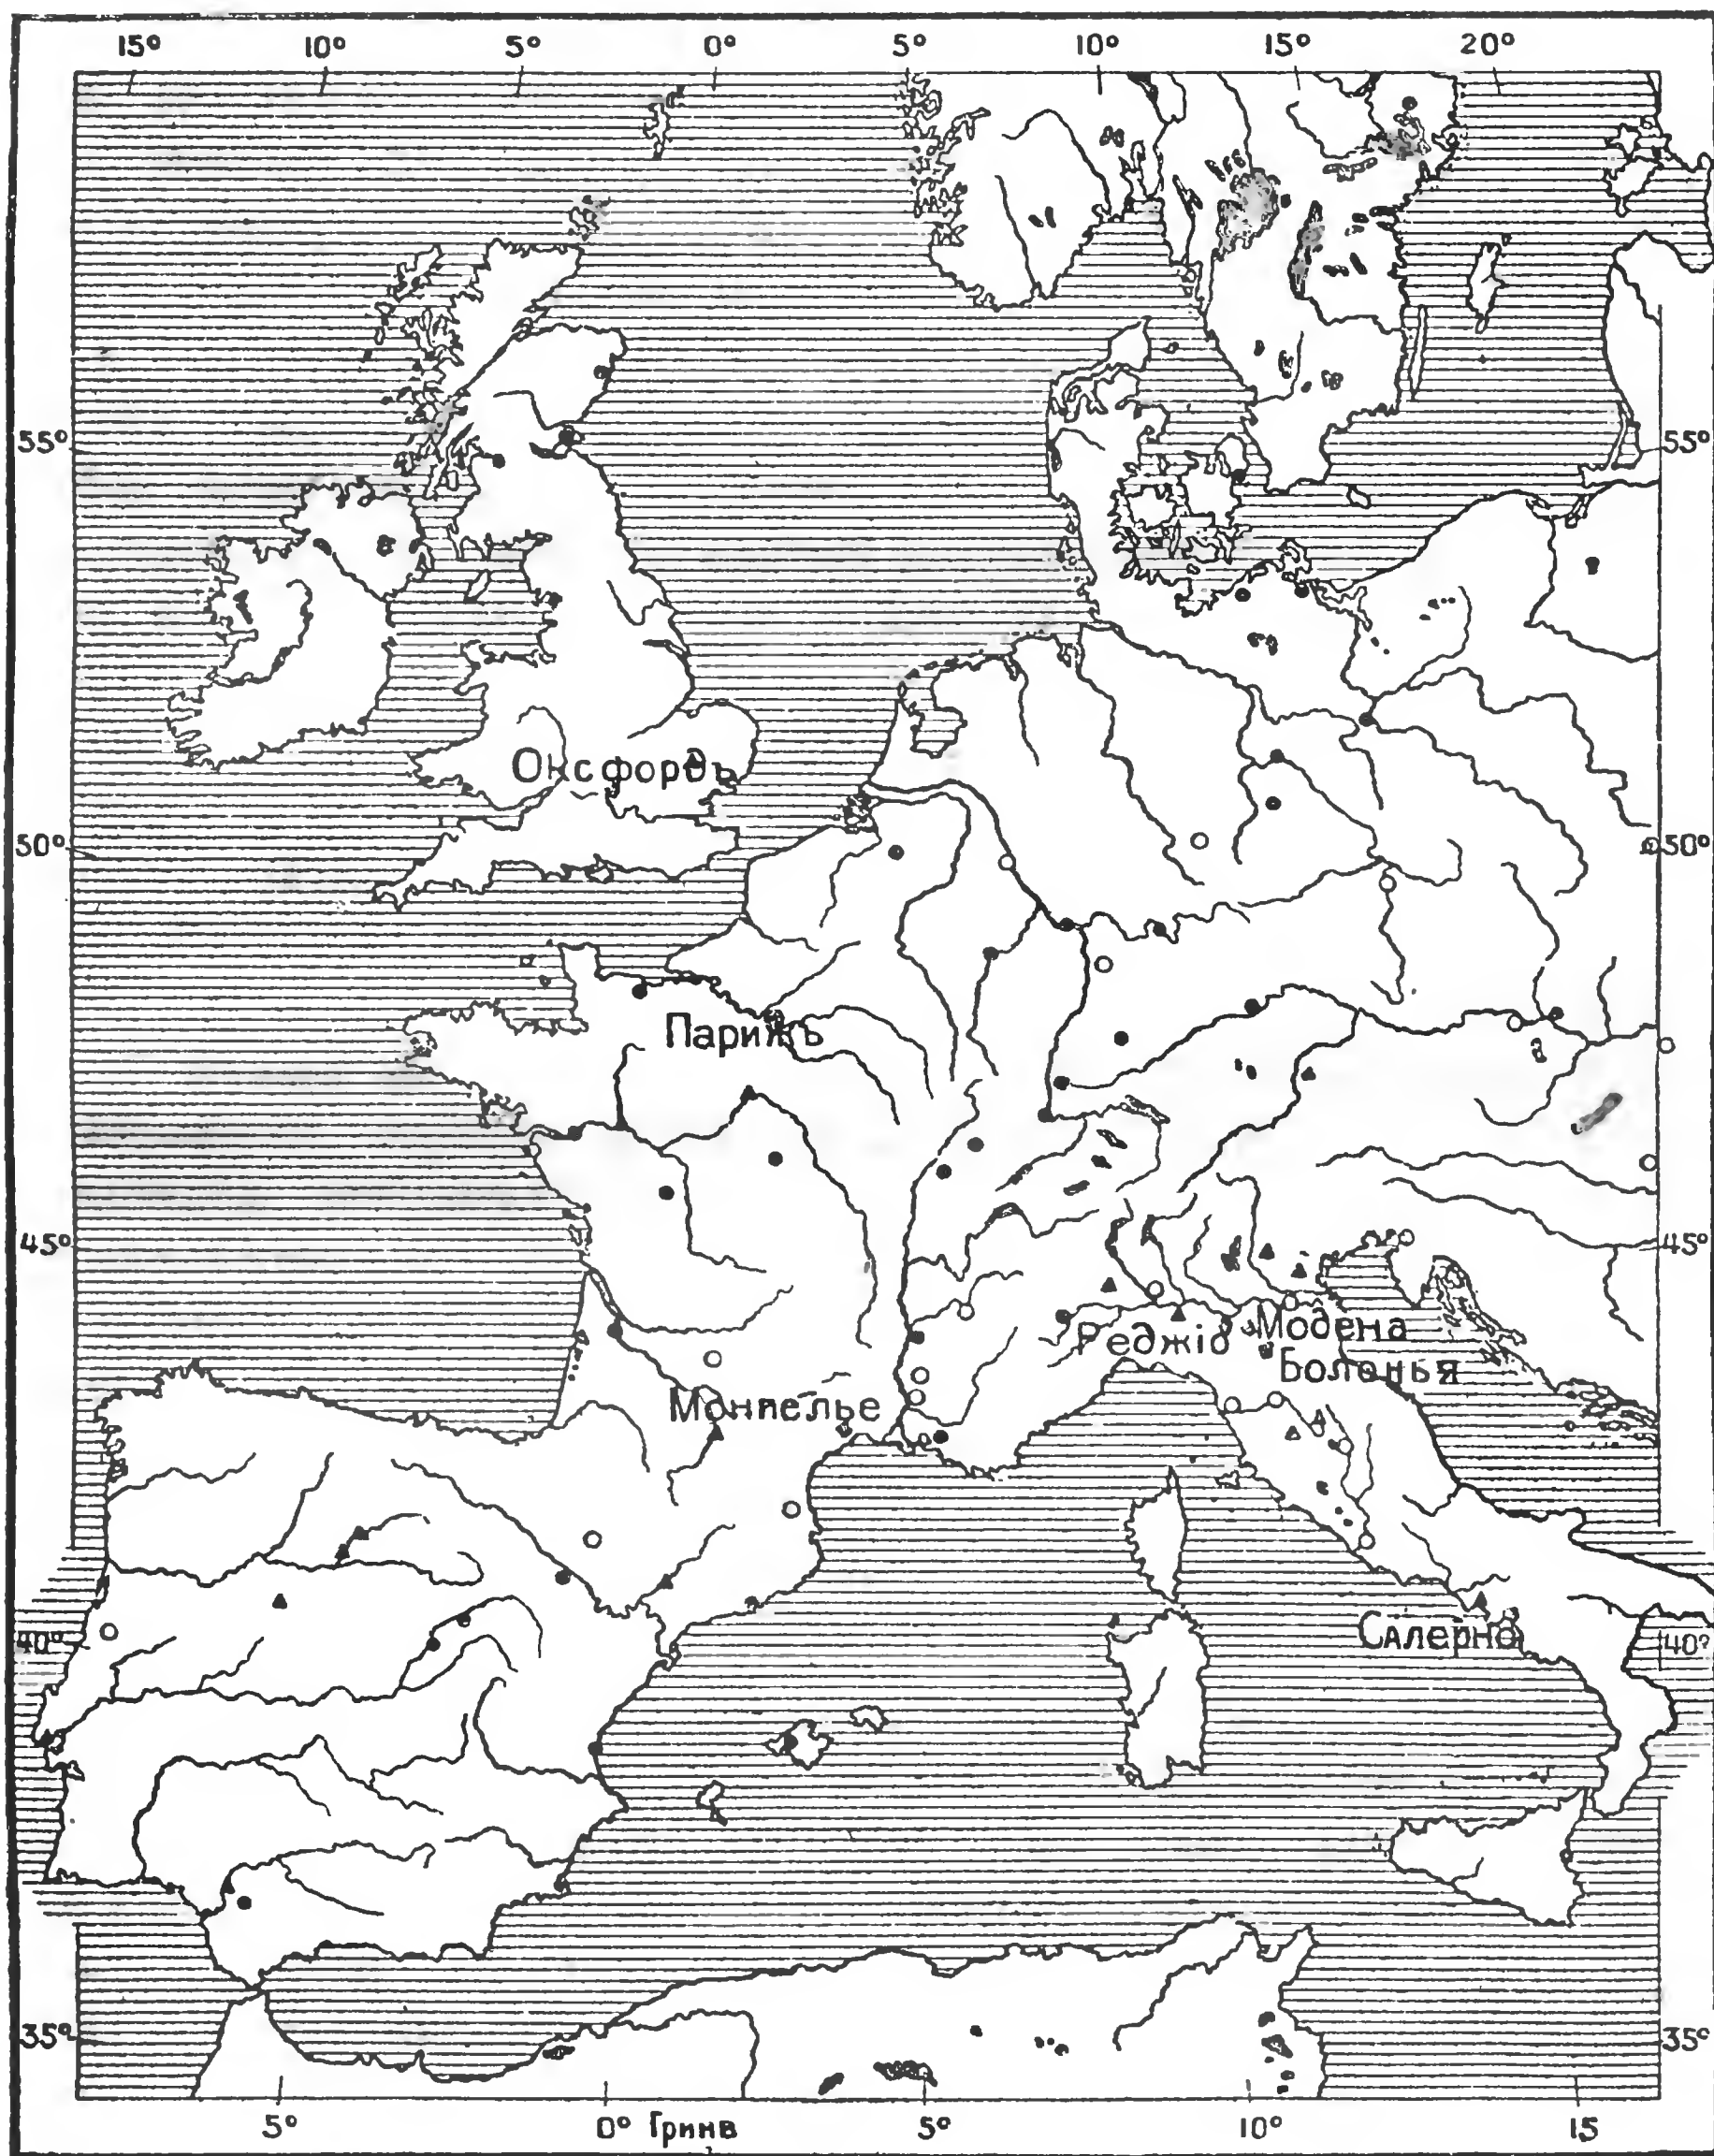 15° 10° 5° 0° 5° 10° 15° 20°
55° 55°
Оксфордъ
50° 50°
Парижъ
45° 45°
Реджіо Модена
Болонья
Монпелье
Салерно
40° 40°
35° 35°
5° 0° Гринв 5° 10° 15